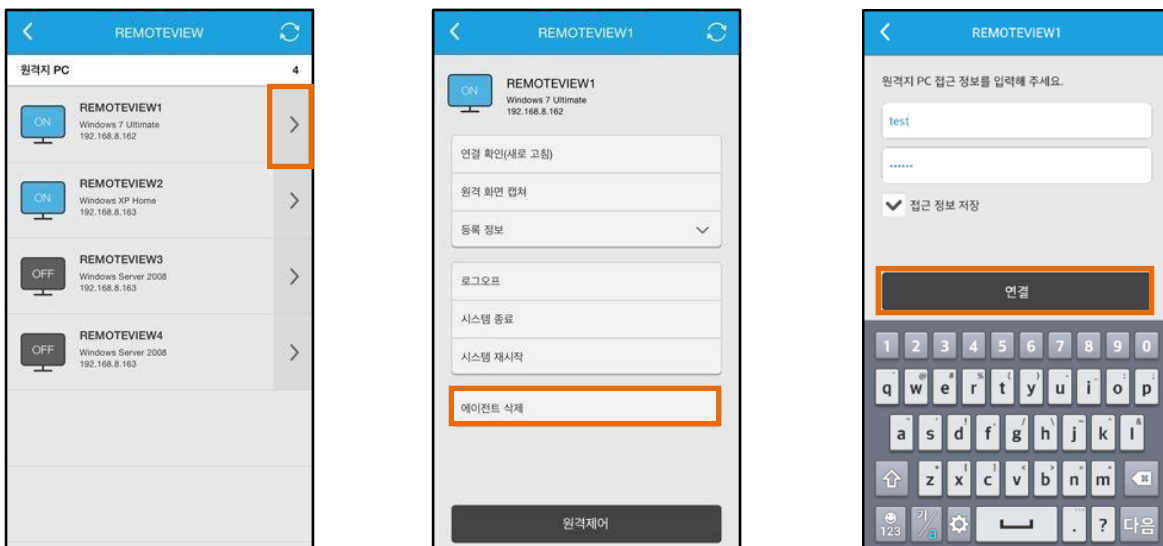 REMOTEVIEW
원격지 PC 4
ON
REMOTEVIEW1
Windows 7 Ultimate
192.168.8.162
ON
REMOTEVIEW2
Windows XP Home
192.168.8.163
OFF
REMOTEVIEW3
Windows Server 2008
192.168.8.163
OFF
REMOTEVIEW4
Windows Server 2008
192.168.8.163
REMOTEVIEW1
ON
REMOTEVIEW1
Windows 7 Ultimate
192.168.8.162
연결 확인(새로 고침)
원격 화면 캡쳐
등록 정보
로그오프
시스템 종료
시스템 재시작
에이전트 삭제
원격제어
REMOTEVIEW1
원격지 PC 접근 정보를 입력해 주세요.
test
••••••
접근 정보 저장
연결
1 2 3 4 5 6 7 8 9 0
q w e r t y u i o p
a s d f g h j k l
z x c v b n m
123 가/a . ? 다음